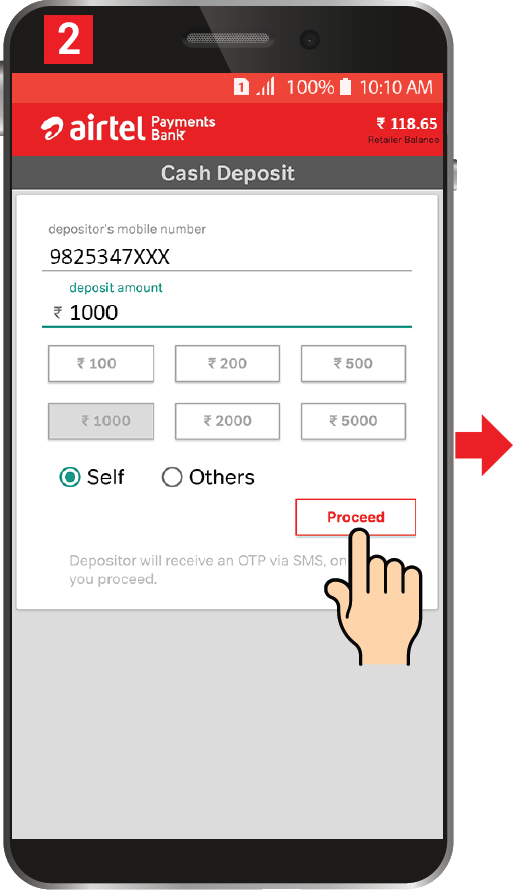 2
1 100% 10:10 AM
airtel Payments Bank
₹ 118.65
Retailer Balance
Cash Deposit
depositor's mobile number
9825347XXX
deposit amount
₹ 1000
₹ 100 ₹ 200 ₹ 500
₹ 1000 ₹ 2000 ₹ 5000
Self Others
Proceed
Depositor will receive an OTP via SMS, on
you proceed.